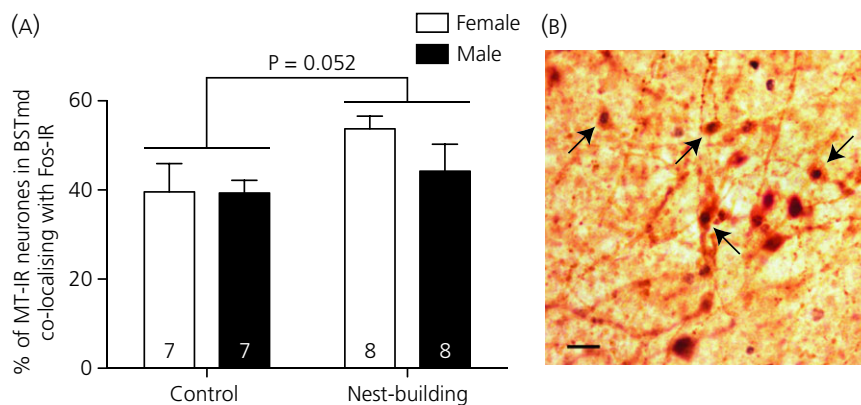 (A)
Female
Male
P = 0.052
% of MT-IR neurones in BSTmd
co-localising with Fos-IR
60
40
20
0
7
7
8
8
Control
Nest-building
(B)